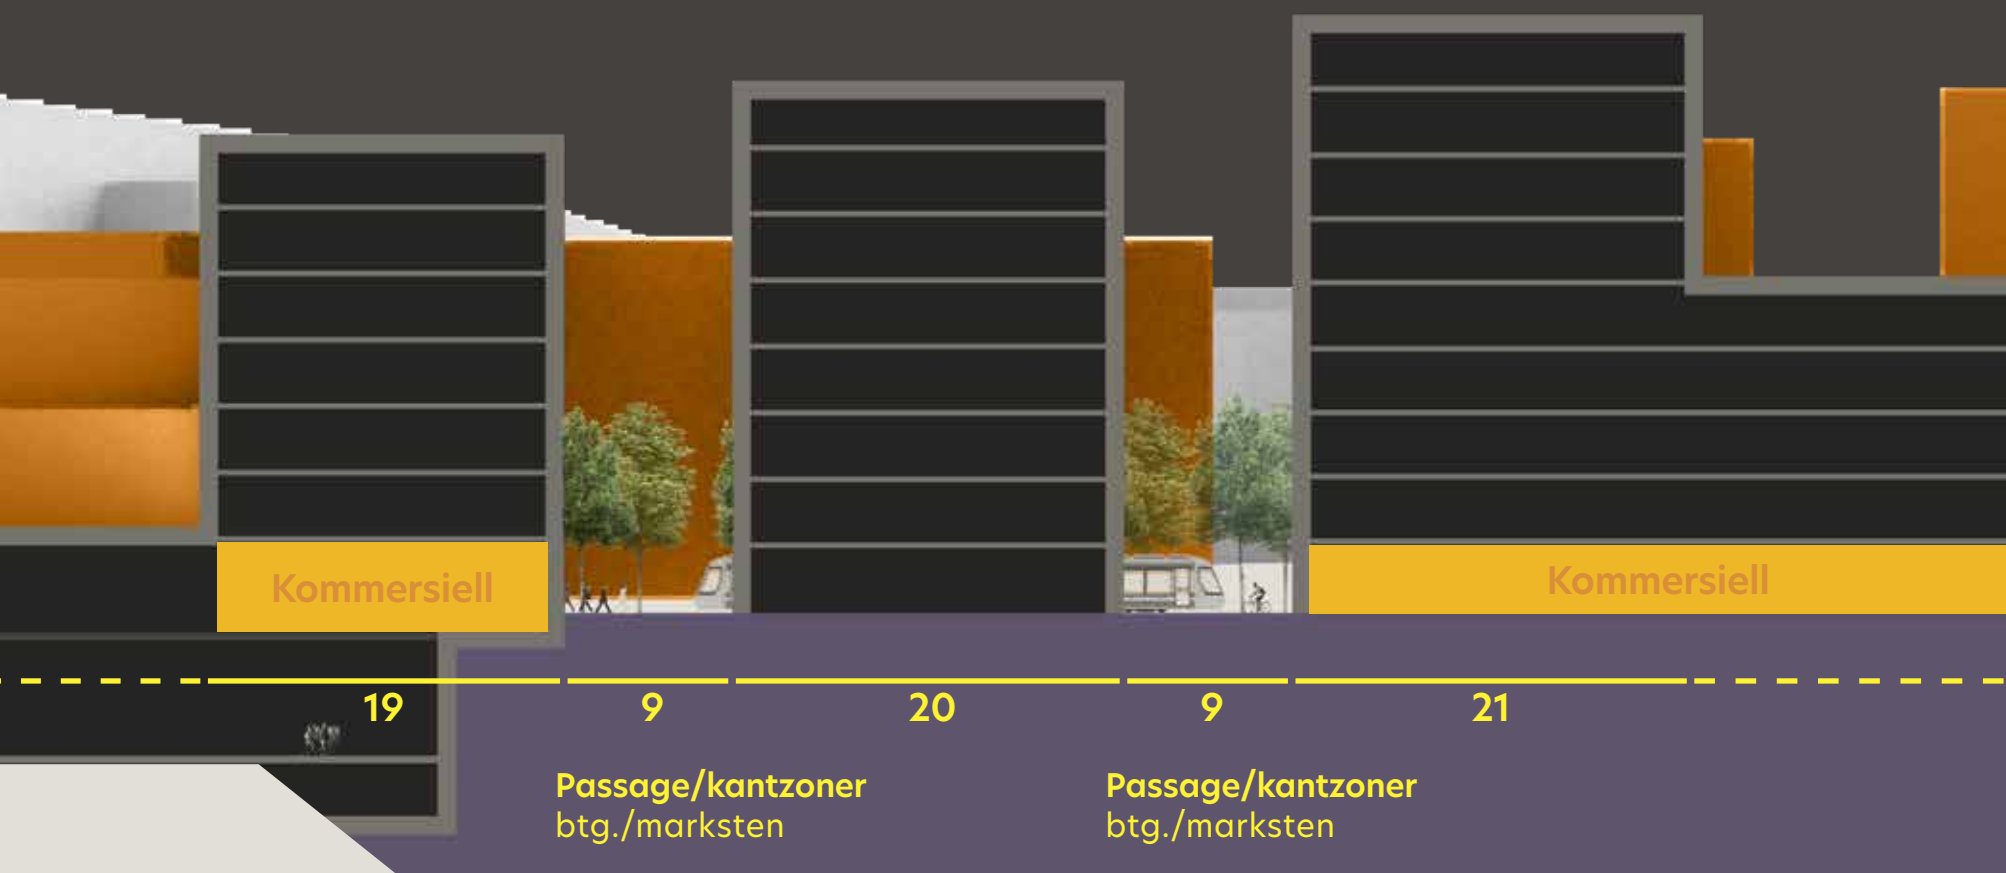 Kommersiell
Kommersiell
19
9
20
9
21
Passage/kantzoner
btg./marksten
Passage/kantzoner
btg./marksten